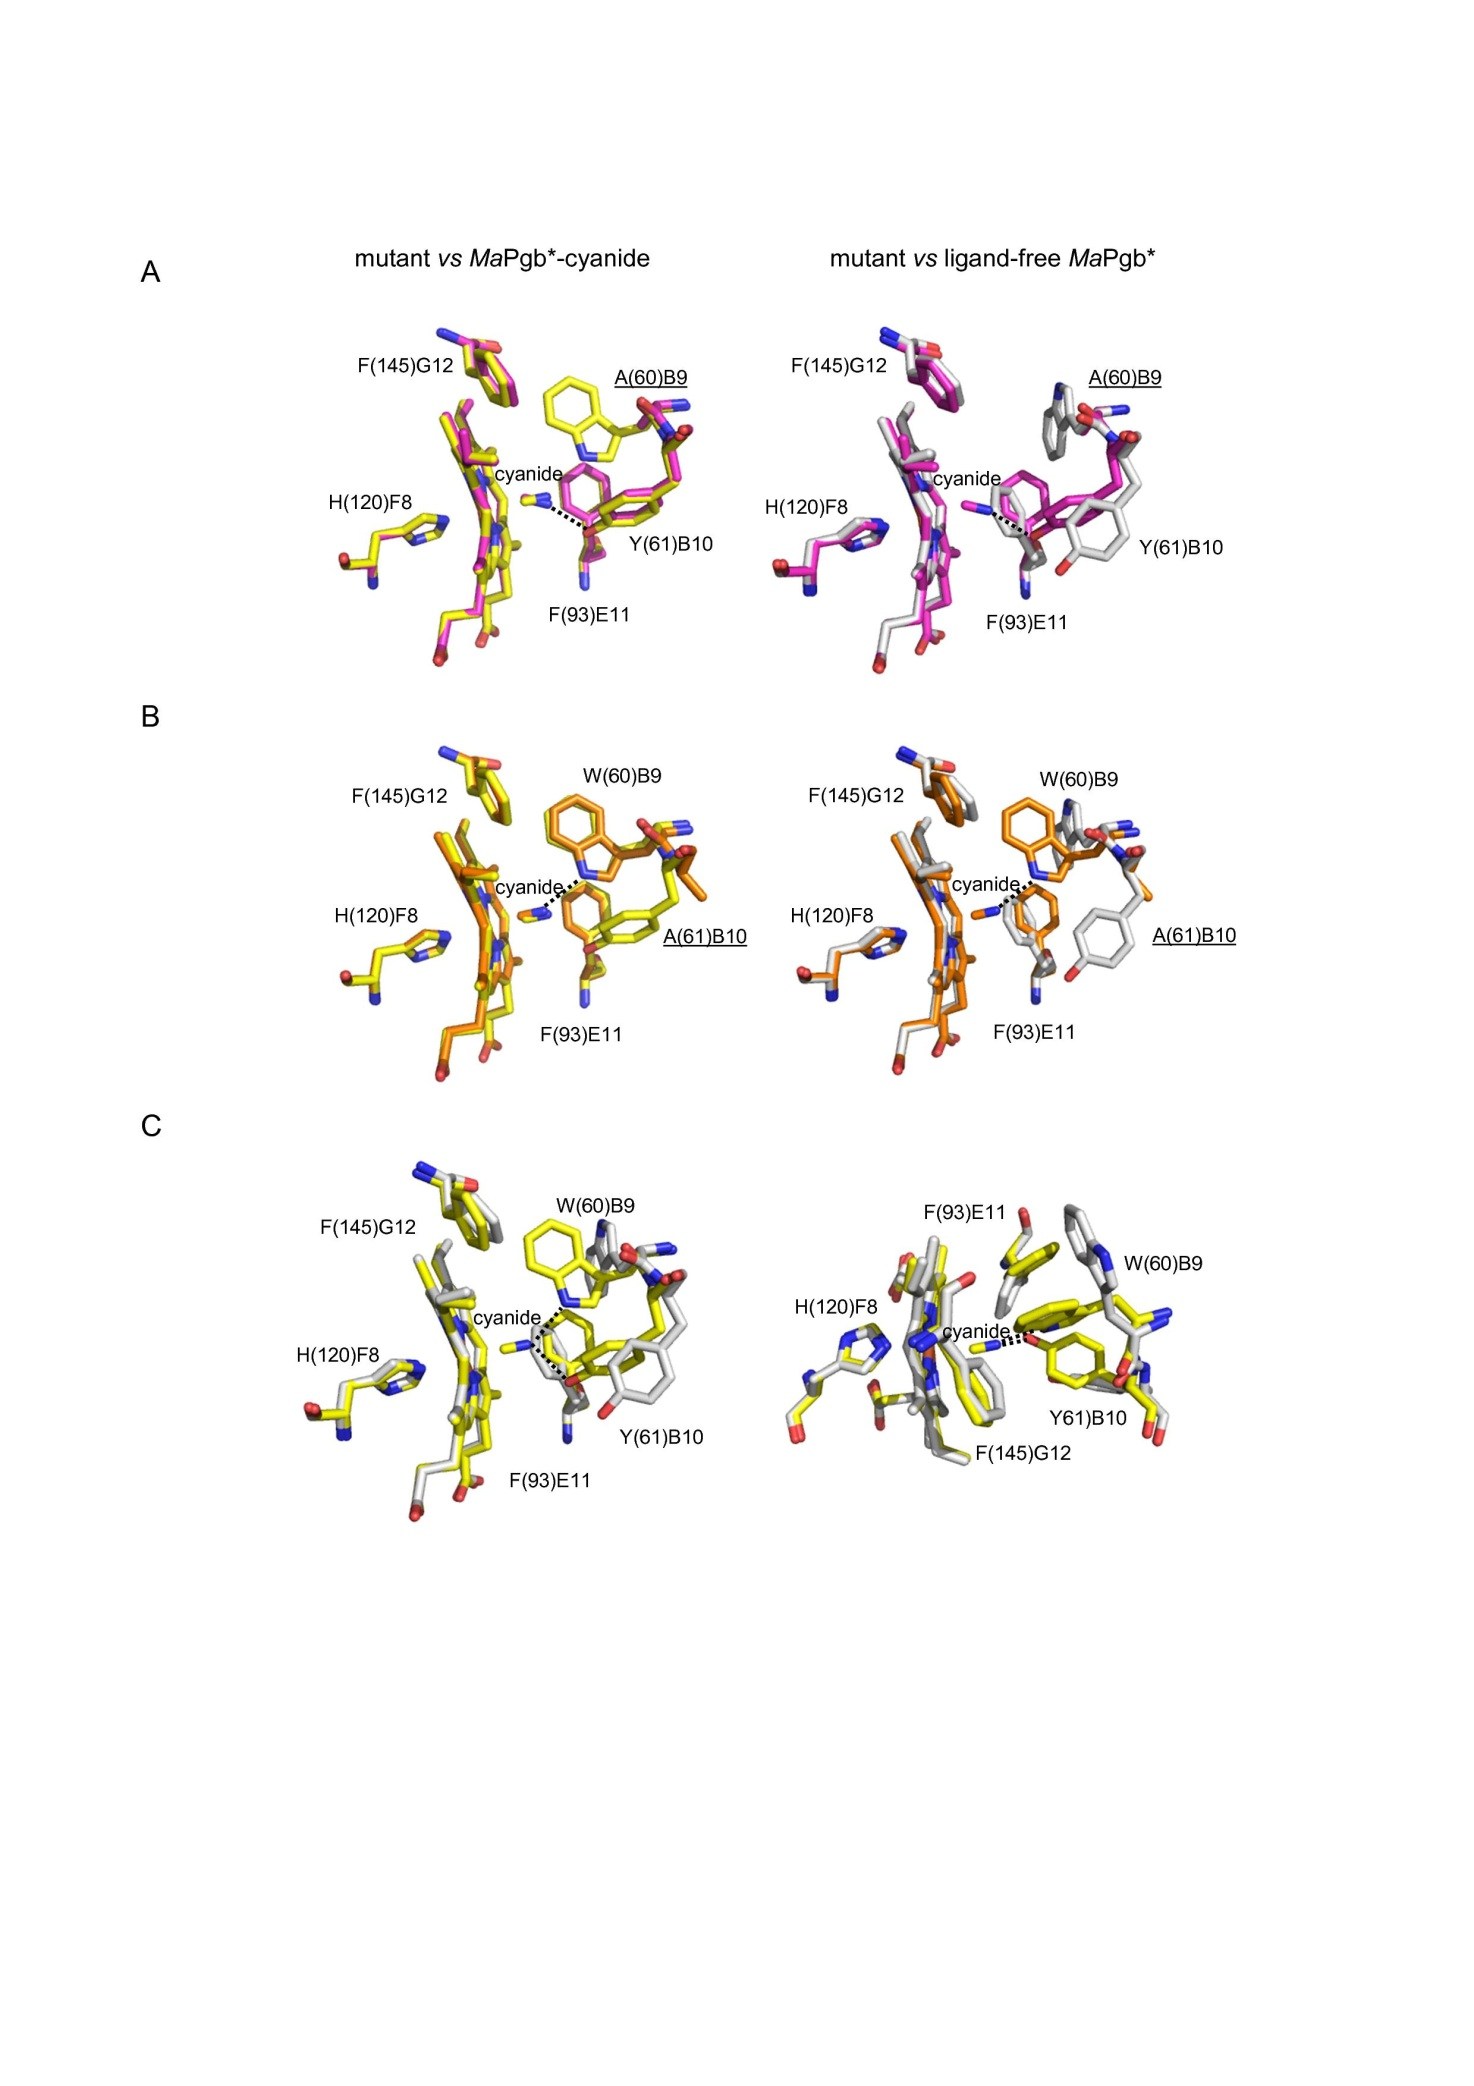 mutant vs MaPgb*-cyanide
mutant vs ligand-free MaPgb*
A
F(145)G12
A(60)B9
cyanide
H(120)F8
Y(61)B10
F(93)E11
F(145)G12
A(60)B9
cyanide
H(120)F8
Y(61)B10
F(93)E11
B
W(60)B9
F(145)G12
cyanide
H(120)F8
A(61)B10
F(93)E11
W(60)B9
F(145)G12
cyanide
H(120)F8
A(61)B10
F(93)E11
C
W(60)B9
F(145)G12
cyanide
H(120)F8
Y(61)B10
F(93)E11
F(93)E11
W(60)B9
H(120)F8
cyanide
Y61)B10
F(145)G12